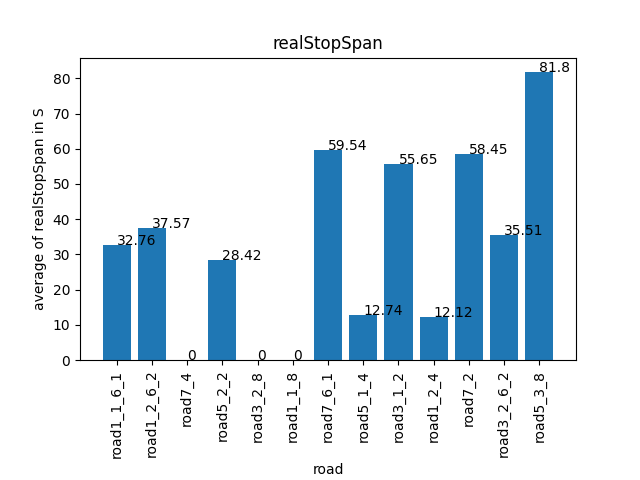 realStopSpan
average of realStopSpan in S
80
70
60
50
40
30
20
10
0
32.76
37.57
0
28.42
0
0
59.54
12.74
55.65
12.12
58.45
35.51
81.8
road1_1_6_1
road1_2_6_2
road7_4
road5_2_2
road3_2_8
road1_1_8
road7_6_1
road5_1_4
road3_1_2
road1_2_4
road7_2
road3_2_6_2
road5_3_8
road